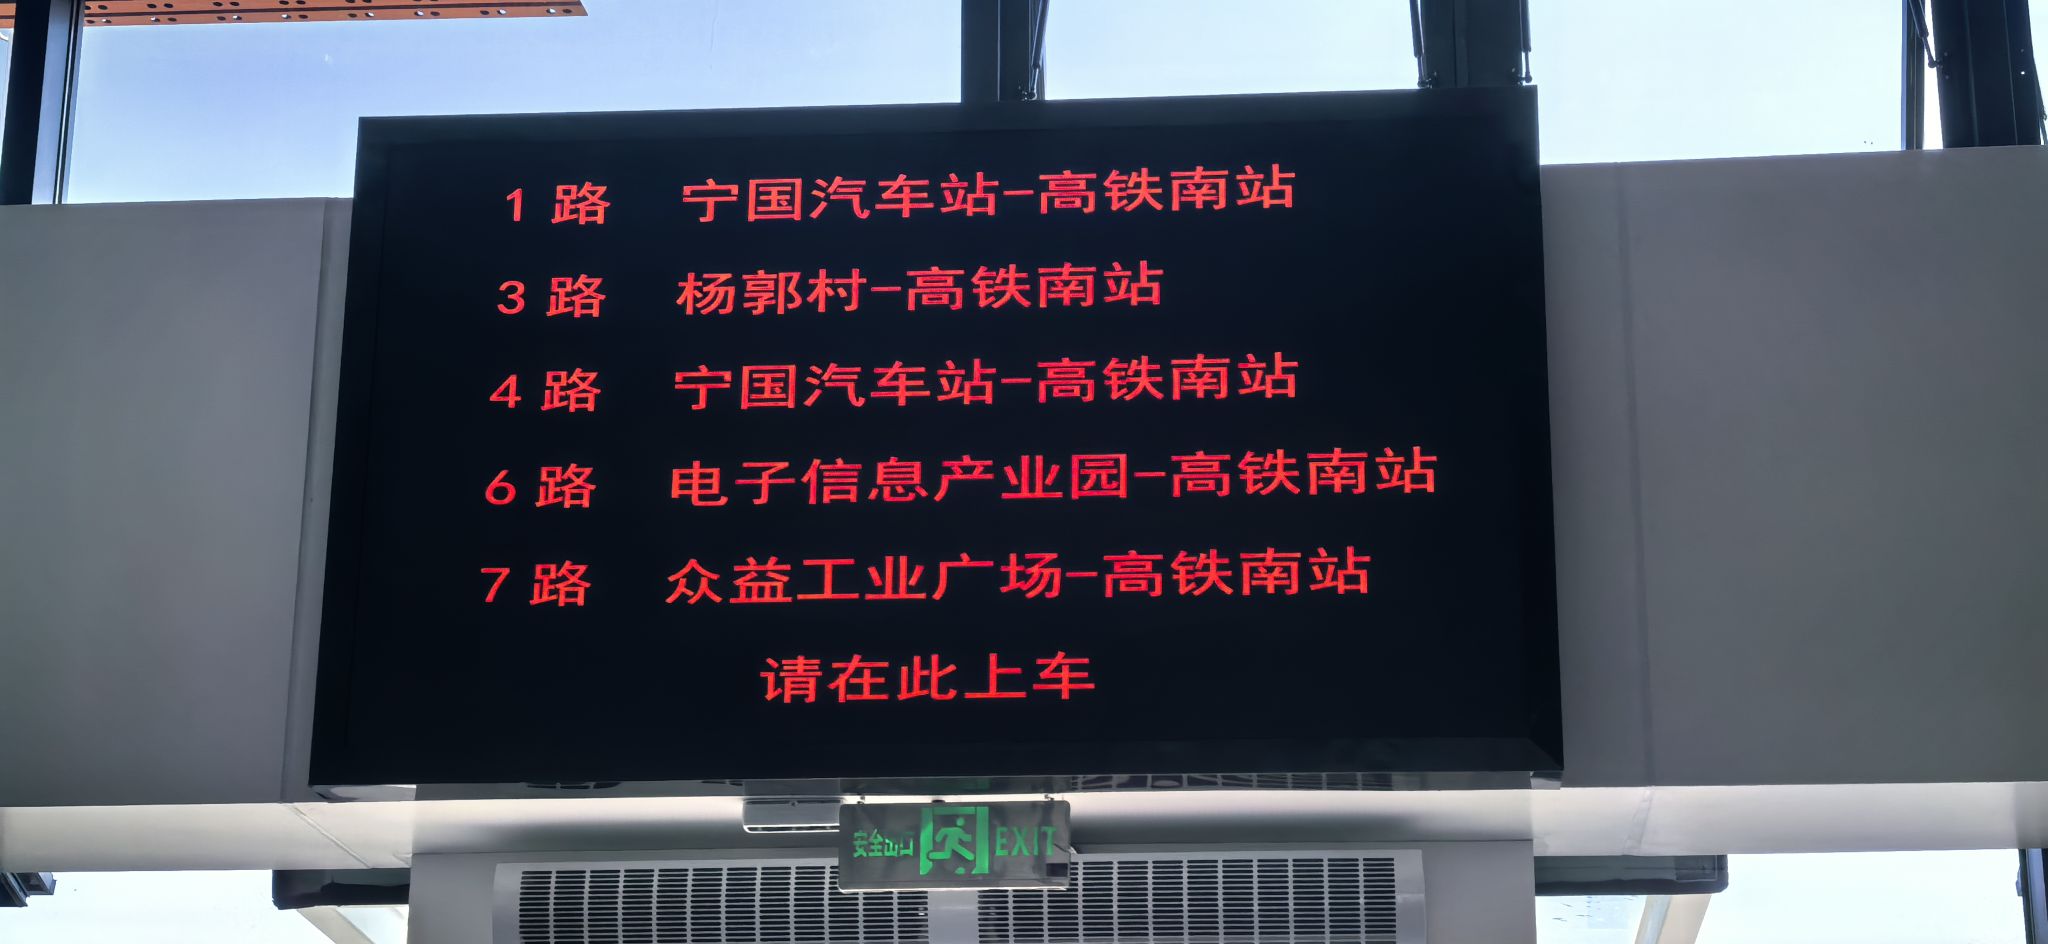 1 路 宁国汽车站-高铁南站
3 路 杨郭村-高铁南站
4 路 宁国汽车站-高铁南站
6 路 电子信息产业园-高铁南站
7 路 众益工业广场-高铁南站
请在此上车
安全出口 EXIT